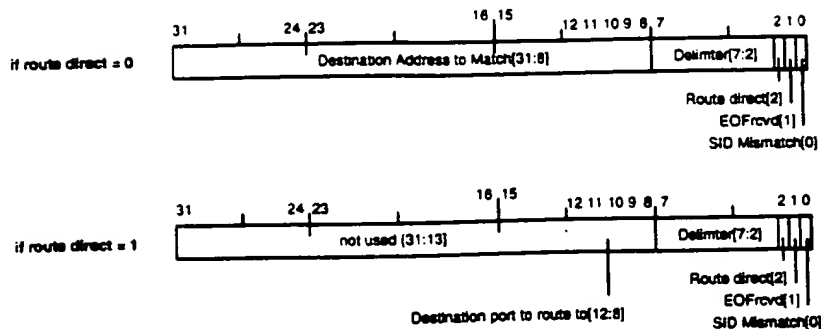 31 24 23 16 15 12 11 10 9 8 7 2 1 0
if route direct = 0 Destination Address to Match[31:8] Delimter[7:2]
Route direct[2]
EOFrcvd[1]
SID Mismatch[0]
31 24 23 16 15 12 11 10 9 8 7 2 1 0
if route direct = 1 not used (31:13] Delimter[7:2]
Route direct[2]
Destination port to route to[12:8] EOFrcvd[1]
SID Mismatch[0]